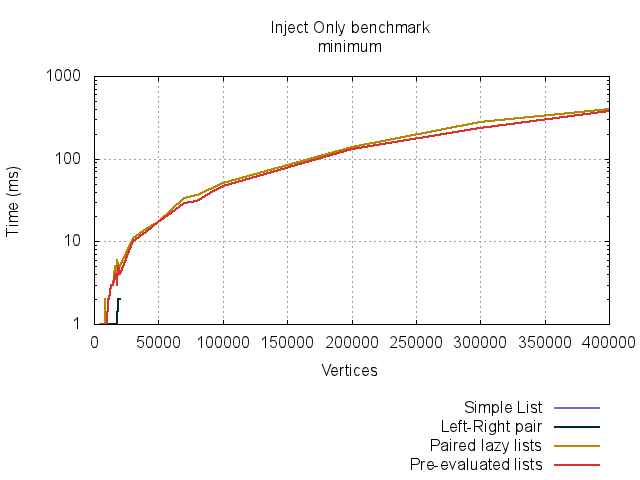 Inject Only benchmark
minimum
1000
100
10
1
Time (ms)
0 50000 100000 150000 200000 250000 300000 350000 400000
Vertices
Simple List
Left-Right pair
Paired lazy lists
Pre-evaluated lists